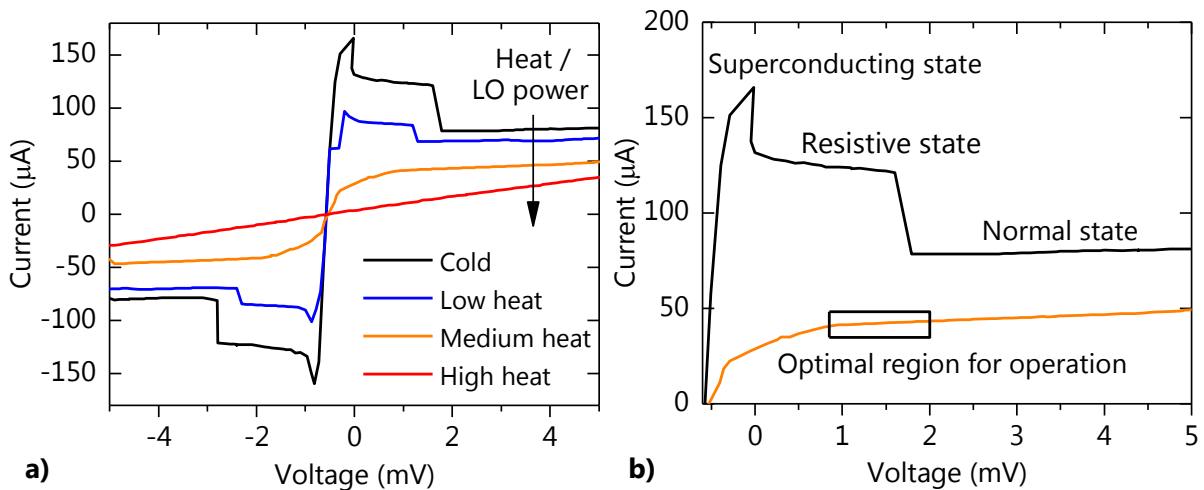 150
100
50
0
-50
-100
-150
Current (µA)
Heat /
LO power
Cold
Low heat
Medium heat
High heat
-4
-2
0
2
4
Voltage (mV)
a)
200
150
100
50
0
Current (µA)
Superconducting state
Resistive state
Normal state
Optimal region for operation
0
1
2
3
4
5
Voltage (mV)
b)